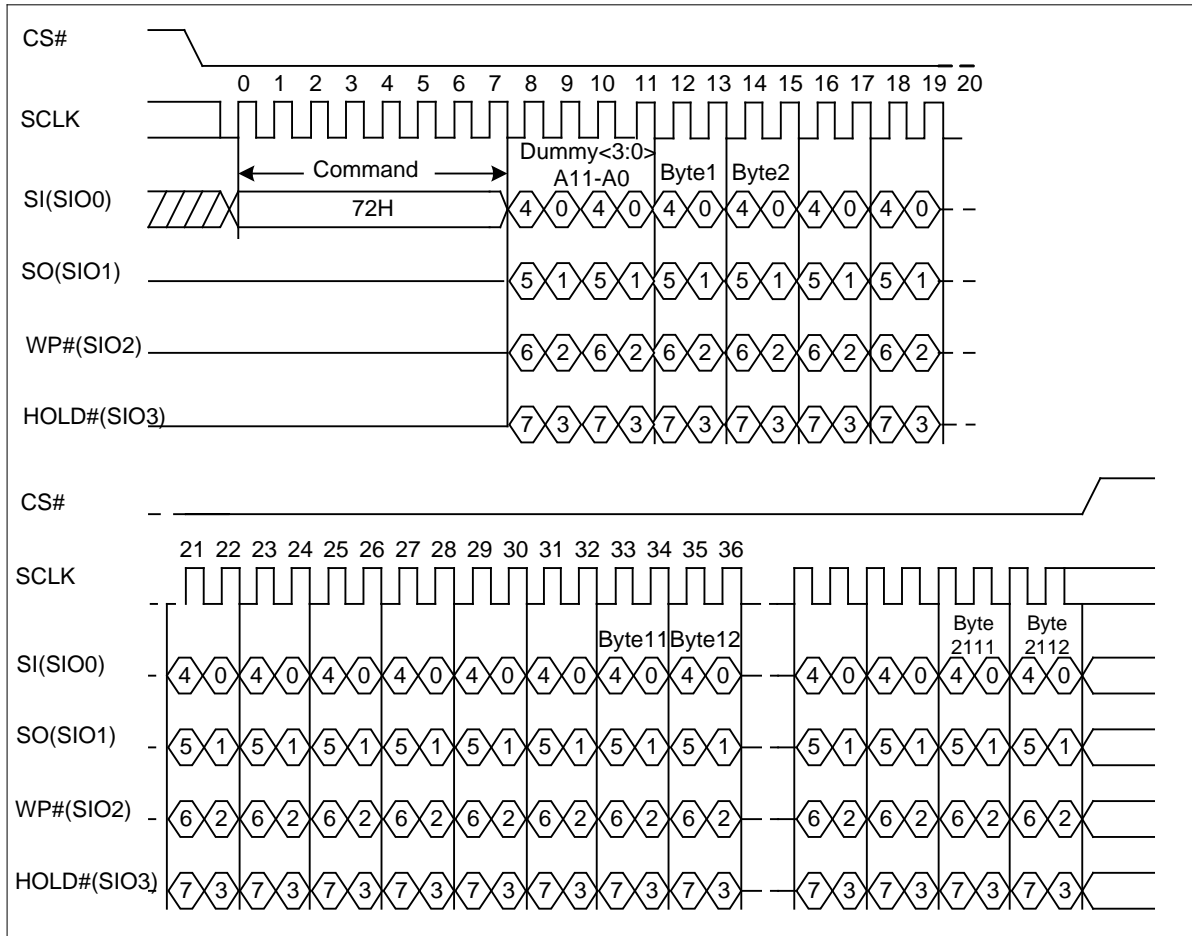 CS#
0 1 2 3 4 5 6 7 8 9 10 11 12 13 14 15 16 17 18 19 20
SCLK
Dummy<3:0>
Command
A11-A0 Byte1 Byte2
SI(SIO0)
72H 4 0 4 0 4 0 4 0 4 0 4 0
SO(SIO1)
5 1 5 1 5 1 5 1 5 1 5 1
WP#(SIO2)
6 2 6 2 6 2 6 2 6 2 6 2
HOLD#(SIO3)
7 3 7 3 7 3 7 3 7 3 7 3
CS#
21 22 23 24 25 26 27 28 29 30 31 32 33 34 35 36
SCLK
Byte11 Byte12 Byte 2111 Byte 2112
SI(SIO0)
4 0 4 0 4 0 4 0 4 0 4 0 4 0 4 0 4 0 4 0 4 0 4 0
SO(SIO1)
5 1 5 1 5 1 5 1 5 1 5 1 5 1 5 1 5 1 5 1 5 1 5 1
WP#(SIO2)
6 2 6 2 6 2 6 2 6 2 6 2 6 2 6 2 6 2 6 2 6 2 6 2
HOLD#(SIO3)
7 3 7 3 7 3 7 3 7 3 7 3 7 3 7 3 7 3 7 3 7 3 7 3